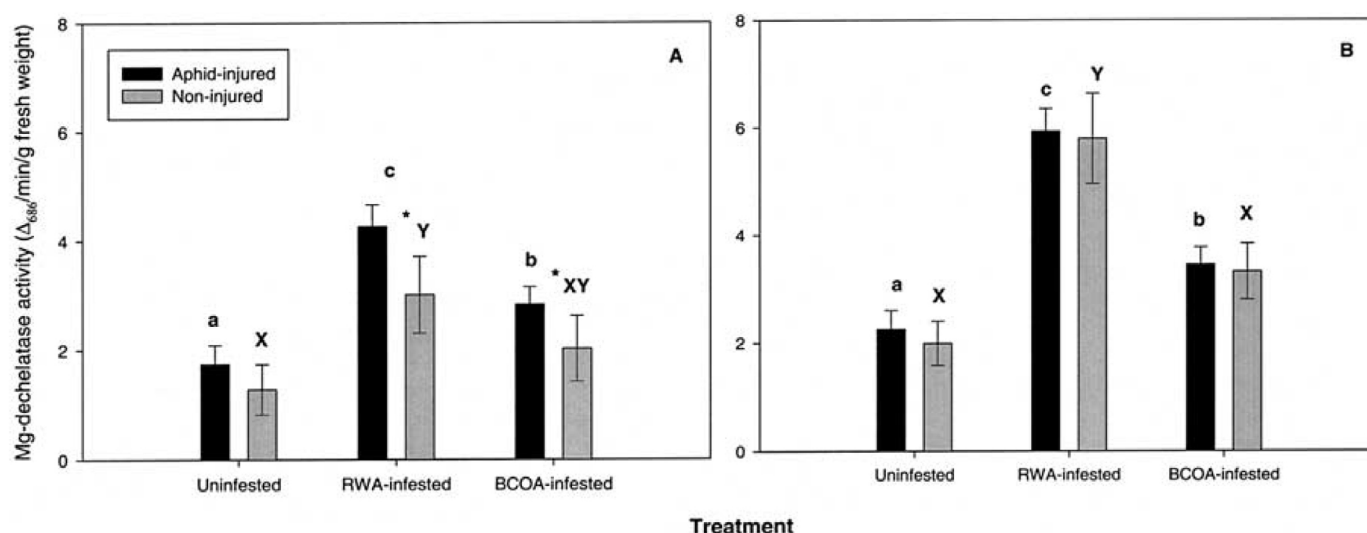 Mg-dechelatase activity (Δ686/min/g fresh weight)
8
6
4
2
0
Aphid-injured
Non-injured
A
a
X
c
*
Y
b
*
XY
Uninfested
RWA-infested
BCOA-infested
8
6
4
2
0
B
a
X
c
Y
b
X
Uninfested
RWA-infested
BCOA-infested
Treatment